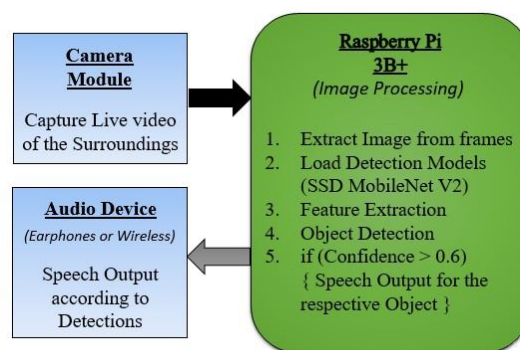 Camera
Module
Capture Live video
of the Surroundings
Raspberry Pi
3B+
(Image Processing)
1. Extract Image from frames
2. Load Detection Models
(SSD MobileNet V2)
3. Feature Extraction
4. Object Detection
5. if (Confidence > 0.6)
{ Speech Output for the
respective Object }
Audio Device
(Earphones or Wireless)
Speech Output
according to
Detections